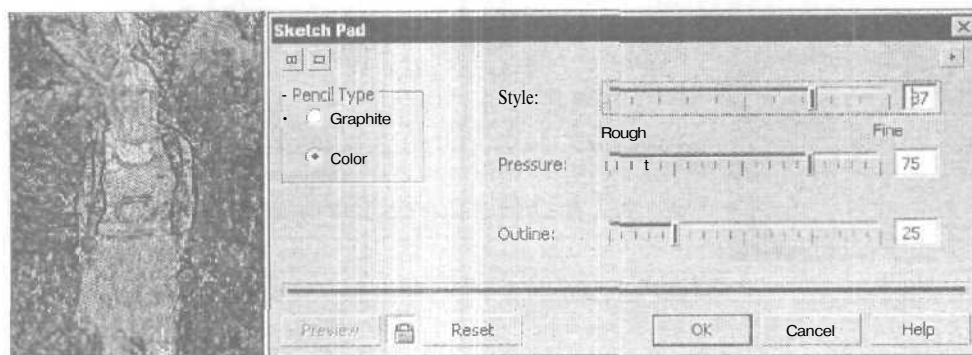 Sketch Pad
Pencil Type
Graphite
Color
Style:
Rough
Fine
Pressure:
75
Outline:
25
Preview
Reset
OK
Cancel
Help